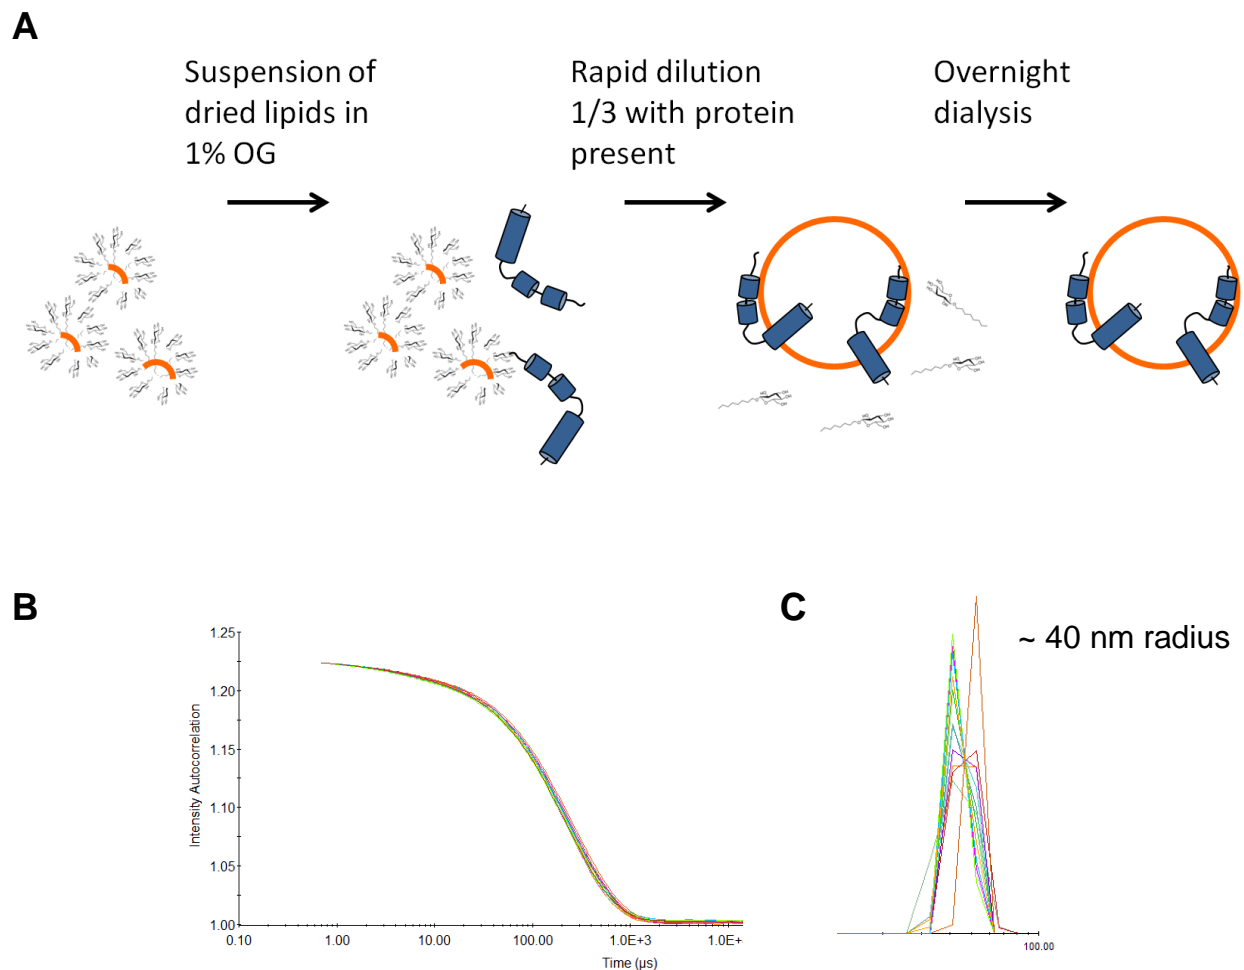 A
Suspension of
dried lipids in
1% OG
Rapid dilution
1/3 with protein
present
Overnight
dialysis
B
1.25
1.20
1.15
1.10
1.05
1.00
Intensity Autocorrelation
0.10
1.00
10.00
100.00
1.0E+3
1.0E+
Time (µs)
C
~ 40 nm radius
100.00